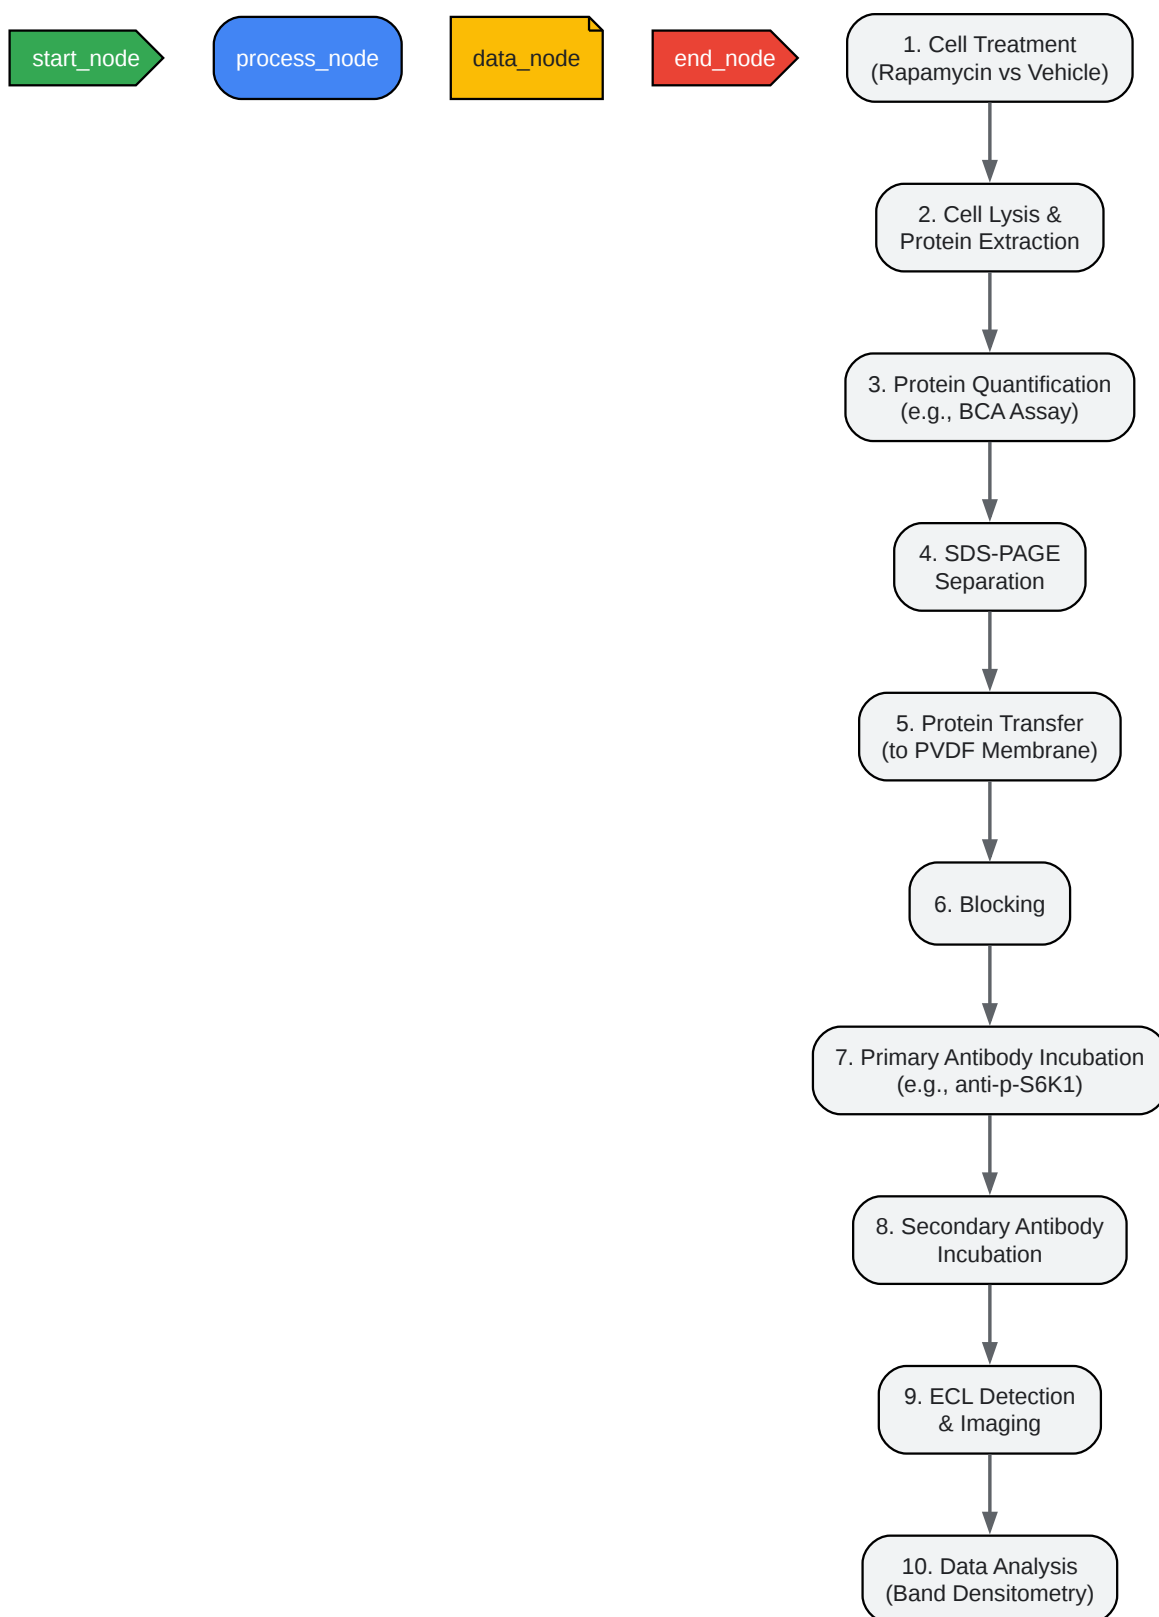 start_node
process_node
data_node
end_node
1. Cell Treatment
(Rapamycin vs Vehicle)
2. Cell Lysis &
Protein Extraction
3. Protein Quantification
(e.g., BCA Assay)
4. SDS-PAGE
Separation
5. Protein Transfer
(to PVDF Membrane)
6. Blocking
7. Primary Antibody Incubation
(e.g., anti-p-S6K1)
8. Secondary Antibody
Incubation
9. ECL Detection
& Imaging
10. Data Analysis
(Band Densitometry)